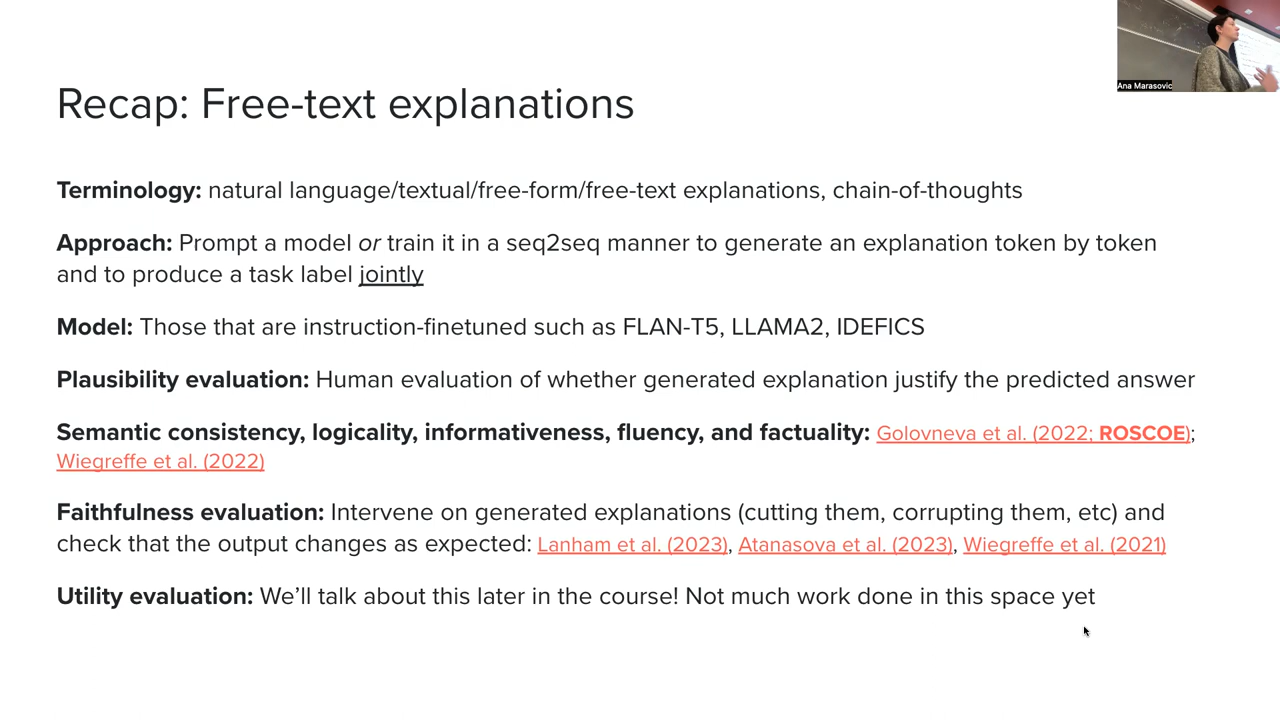 Ana Marasovic
Recap: Free-text explanations
Terminology: natural language/textual/free-form/free-text explanations, chain-of-thoughts
Approach: Prompt a model or train it in a seq2seq manner to generate an explanation token by token
and to produce a task label jointly
Model: Those that are instruction-finetuned such as FLAN-T5, LLAMA2, IDEFICS
Plausibility evaluation: Human evaluation of whether generated explanation justify the predicted answer
Semantic consistency, logicality, informativeness, fluency, and factuality: Golovneva et al. (2022; ROSCOE);
Wiegreffe et al. (2022)
Faithfulness evaluation: Intervene on generated explanations (cutting them, corrupting them, etc) and
check that the output changes as expected: Lanham et al. (2023), Atanasova et al. (2023), Wiegreffe et al. (2021)
Utility evaluation: We’ll talk about this later in the course! Not much work done in this space yet